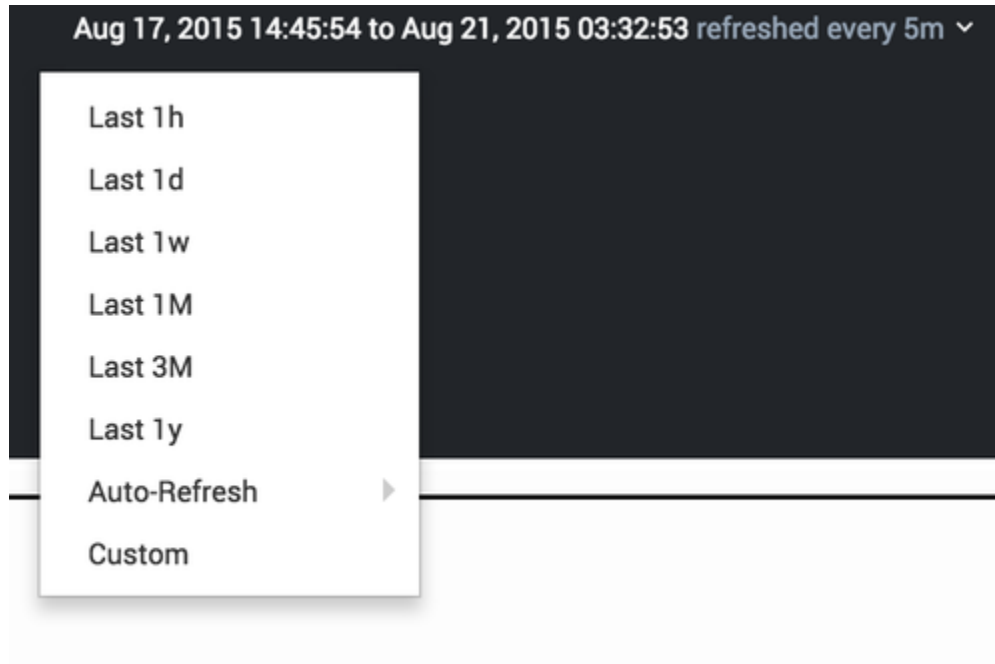 Aug 17, 2015 14:45:54 to Aug 21, 2015 03:32:53 refreshed every 5m
Last 1h
Last 1d
Last 1w
Last 1M
Last 3M
Last 1y
Auto-Refresh
Custom